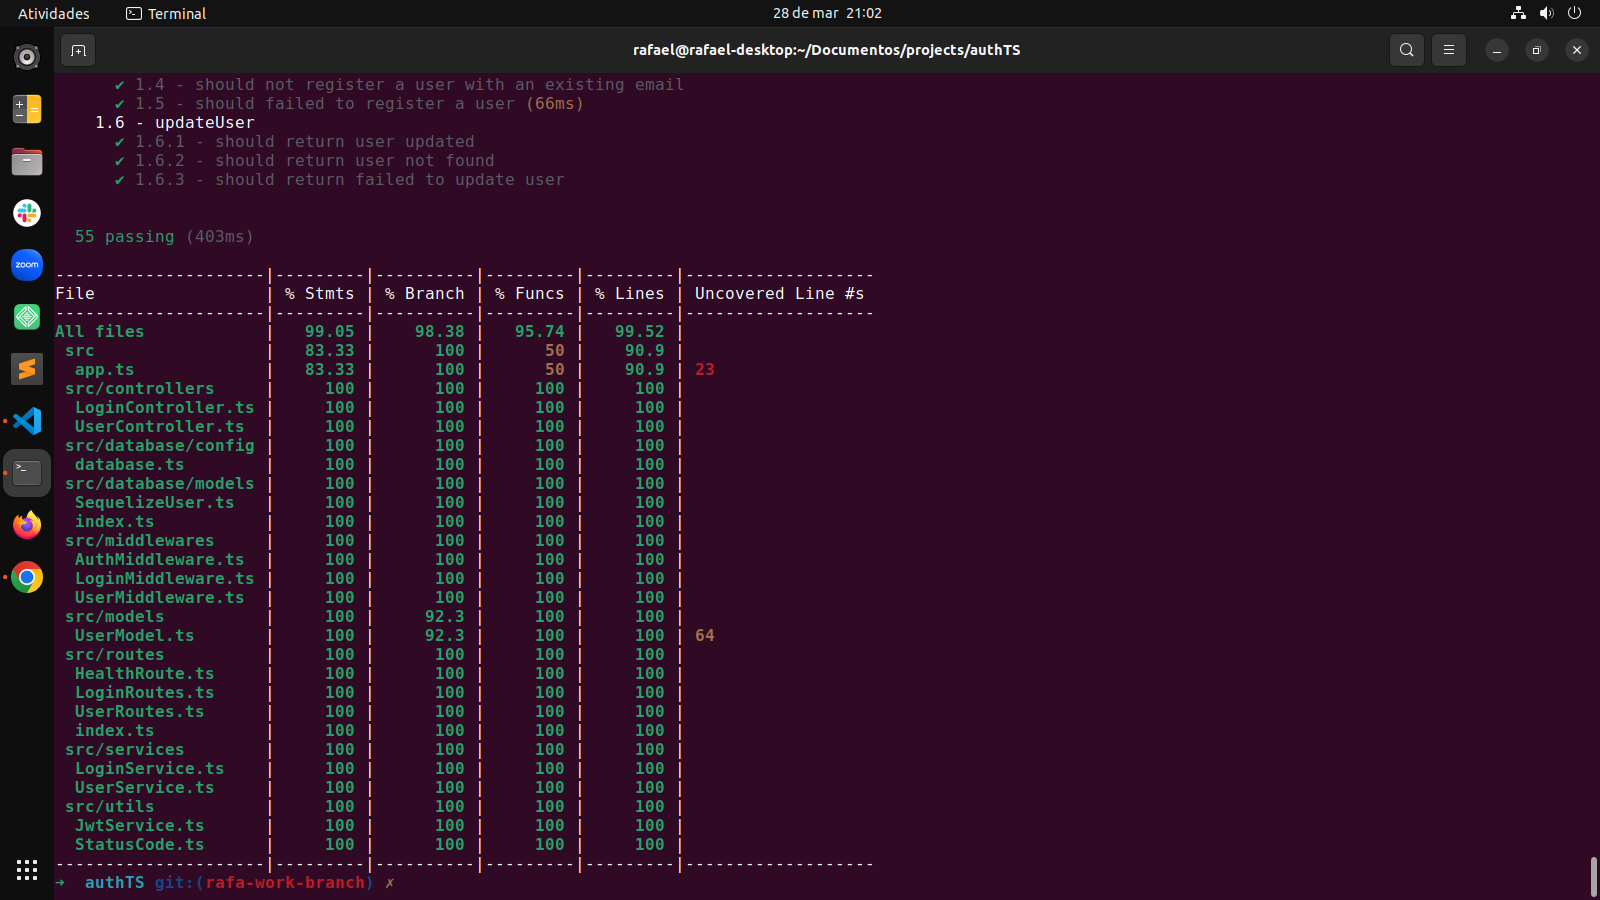 Atividades Terminal 28 de mar 21:02
rafael@rafael-desktop:~/Documentos/projects/authTS
✔ 1.4 - should not register a user with an existing email
✔ 1.5 - should failed to register a user (66ms)
1.6 - updateUser
✔ 1.6.1 - should return user updated
✔ 1.6.2 - should return user not found
✔ 1.6.3 - should return failed to update user
55 passing (403ms)
---------------------|---------|----------|---------|---------|-------------------
File                 | % Stmts | % Branch | % Funcs | % Lines | Uncovered Line #s
---------------------|---------|----------|---------|---------|-------------------
All files            |   99.05 |    98.38 |   95.74 |   99.52 |
 src                 |   83.33 |      100 |      50 |    90.9 |
  app.ts             |   83.33 |      100 |      50 |    90.9 | 23
 src/controllers     |     100 |      100 |     100 |     100 |
  LoginController.ts |     100 |      100 |     100 |     100 |
  UserController.ts  |     100 |      100 |     100 |     100 |
 src/database/config |     100 |      100 |     100 |     100 |
  database.ts        |     100 |      100 |     100 |     100 |
 src/database/models |     100 |      100 |     100 |     100 |
  SequelizeUser.ts   |     100 |      100 |     100 |     100 |
  index.ts           |     100 |      100 |     100 |     100 |
 src/middlewares     |     100 |      100 |     100 |     100 |
  AuthMiddleware.ts  |     100 |      100 |     100 |     100 |
  LoginMiddleware.ts |     100 |      100 |     100 |     100 |
  UserMiddleware.ts  |     100 |      100 |     100 |     100 |
 src/models          |     100 |     92.3 |     100 |     100 |
  UserModel.ts       |     100 |     92.3 |     100 |     100 | 64
 src/routes          |     100 |      100 |     100 |     100 |
  HealthRoute.ts     |     100 |      100 |     100 |     100 |
  LoginRoutes.ts     |     100 |      100 |     100 |     100 |
  UserRoutes.ts      |     100 |      100 |     100 |     100 |
  index.ts           |     100 |      100 |     100 |     100 |
 src/services        |     100 |      100 |     100 |     100 |
  LoginService.ts    |     100 |      100 |     100 |     100 |
  UserService.ts     |     100 |      100 |     100 |     100 |
 src/utils           |     100 |      100 |     100 |     100 |
  JwtService.ts      |     100 |      100 |     100 |     100 |
  StatusCode.ts      |     100 |      100 |     100 |     100 |
---------------------|---------|----------|---------|---------|-------------------
➜  authTS git:(rafa-work-branch) ✗
zoom